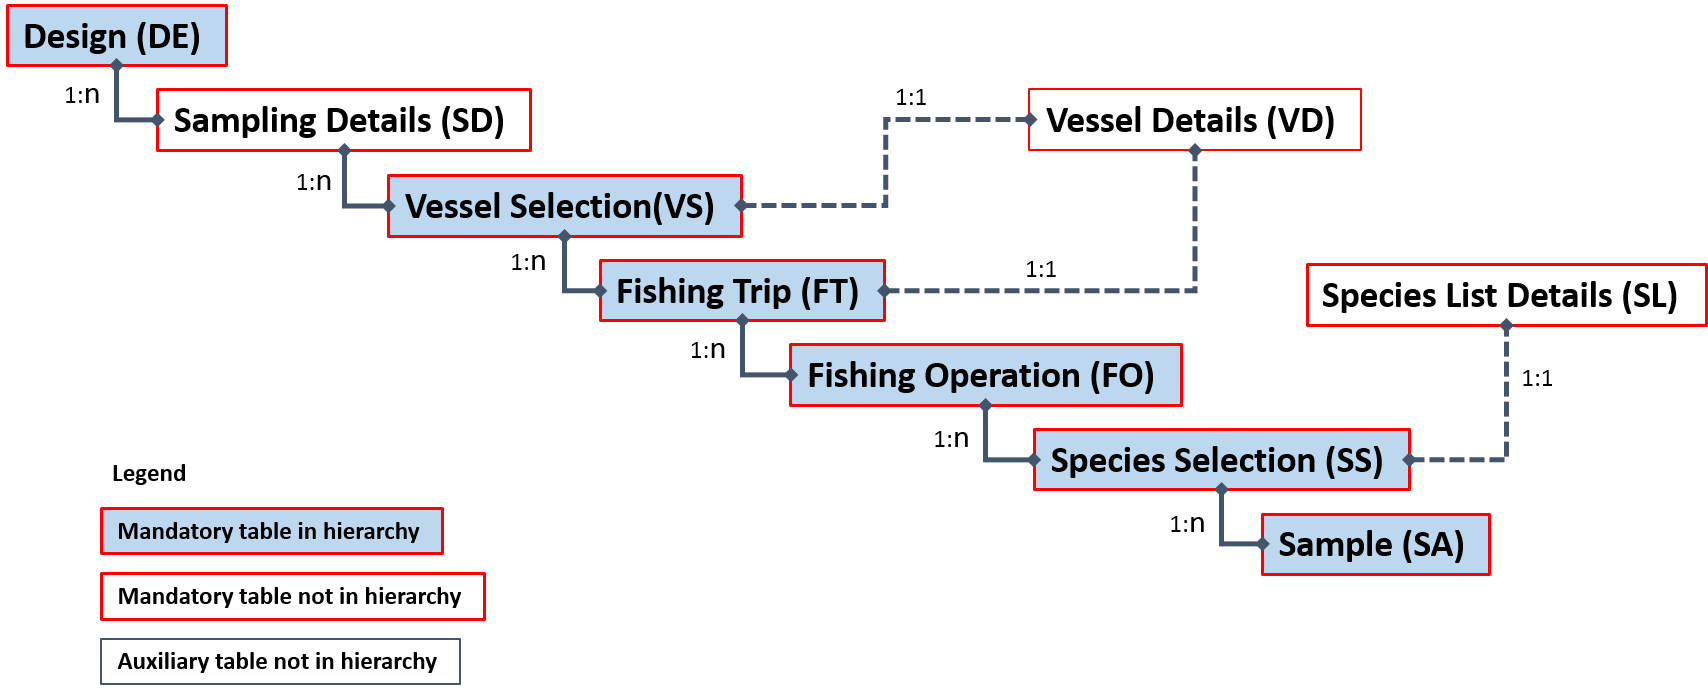 Design (DE)
1:n
Sampling Details (SD)
1:1
Vessel Details (VD)
1:n
Vessel Selection(VS)
1:n
Fishing Trip (FT)
1:1
Species List Details (SL)
1:n
Fishing Operation (FO)
1:1
1:n
Species Selection (SS)
1:n
Sample (SA)
Legend
Mandatory table in hierarchy
Mandatory table not in hierarchy
Auxiliary table not in hierarchy